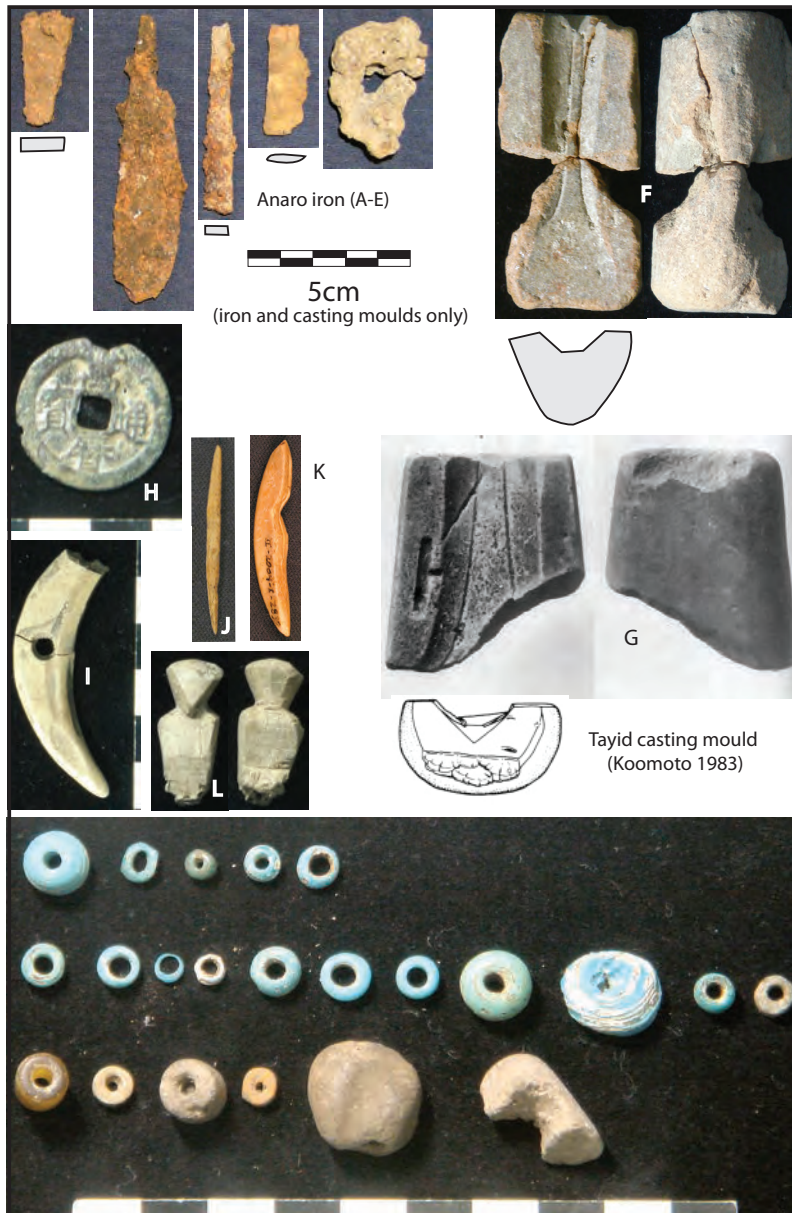 Anaro iron (A-E)
F
5cm
(iron and casting moulds only)
H
K
J
I
G
L
Tayid casting mould
(Koomoto 1983)